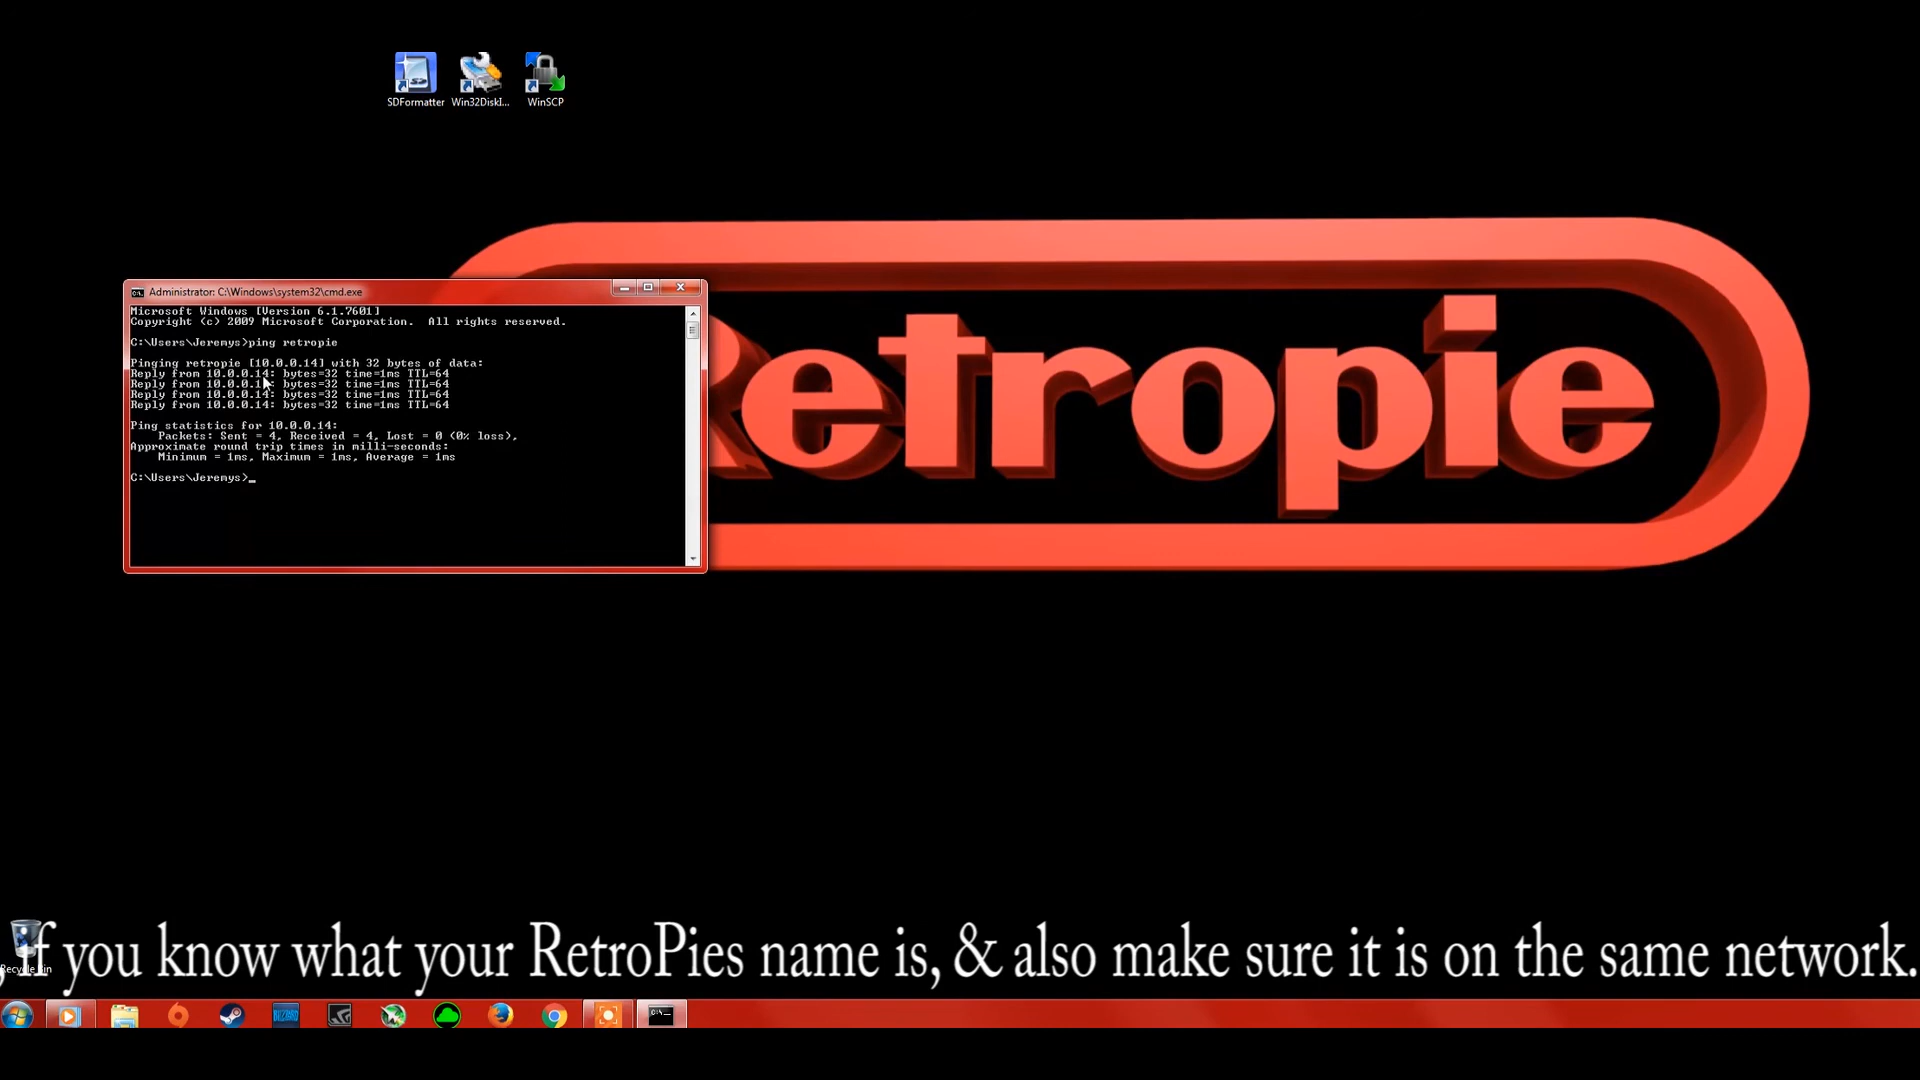 SDFormatter
Win32DiskI...
WinSCP
Administrator: C:\Windows\system32\cmd.exe
Microsoft Windows [Version 6.1.7601]
Copyright (c) 2009 Microsoft Corporation.  All rights reserved.
C:\Users\Jeremys>ping retropie
Pinging retropie [10.0.0.14] with 32 bytes of data:
Reply from 10.0.0.14: bytes=32 time=1ms TTL=64
Reply from 10.0.0.14: bytes=32 time=1ms TTL=64
Reply from 10.0.0.14: bytes=32 time=1ms TTL=64
Reply from 10.0.0.14: bytes=32 time=1ms TTL=64
Ping statistics for 10.0.0.14:
Packets: Sent = 4, Received = 4, Lost = 0 (0% loss),
Approximate round trip times in milli-seconds:
Minimum = 1ms, Maximum = 1ms, Average = 1ms
C:\Users\Jeremys>_
Retropie
, if you know what your RetroPies name is, & also make sure it is on the same network.
Recycle Bin